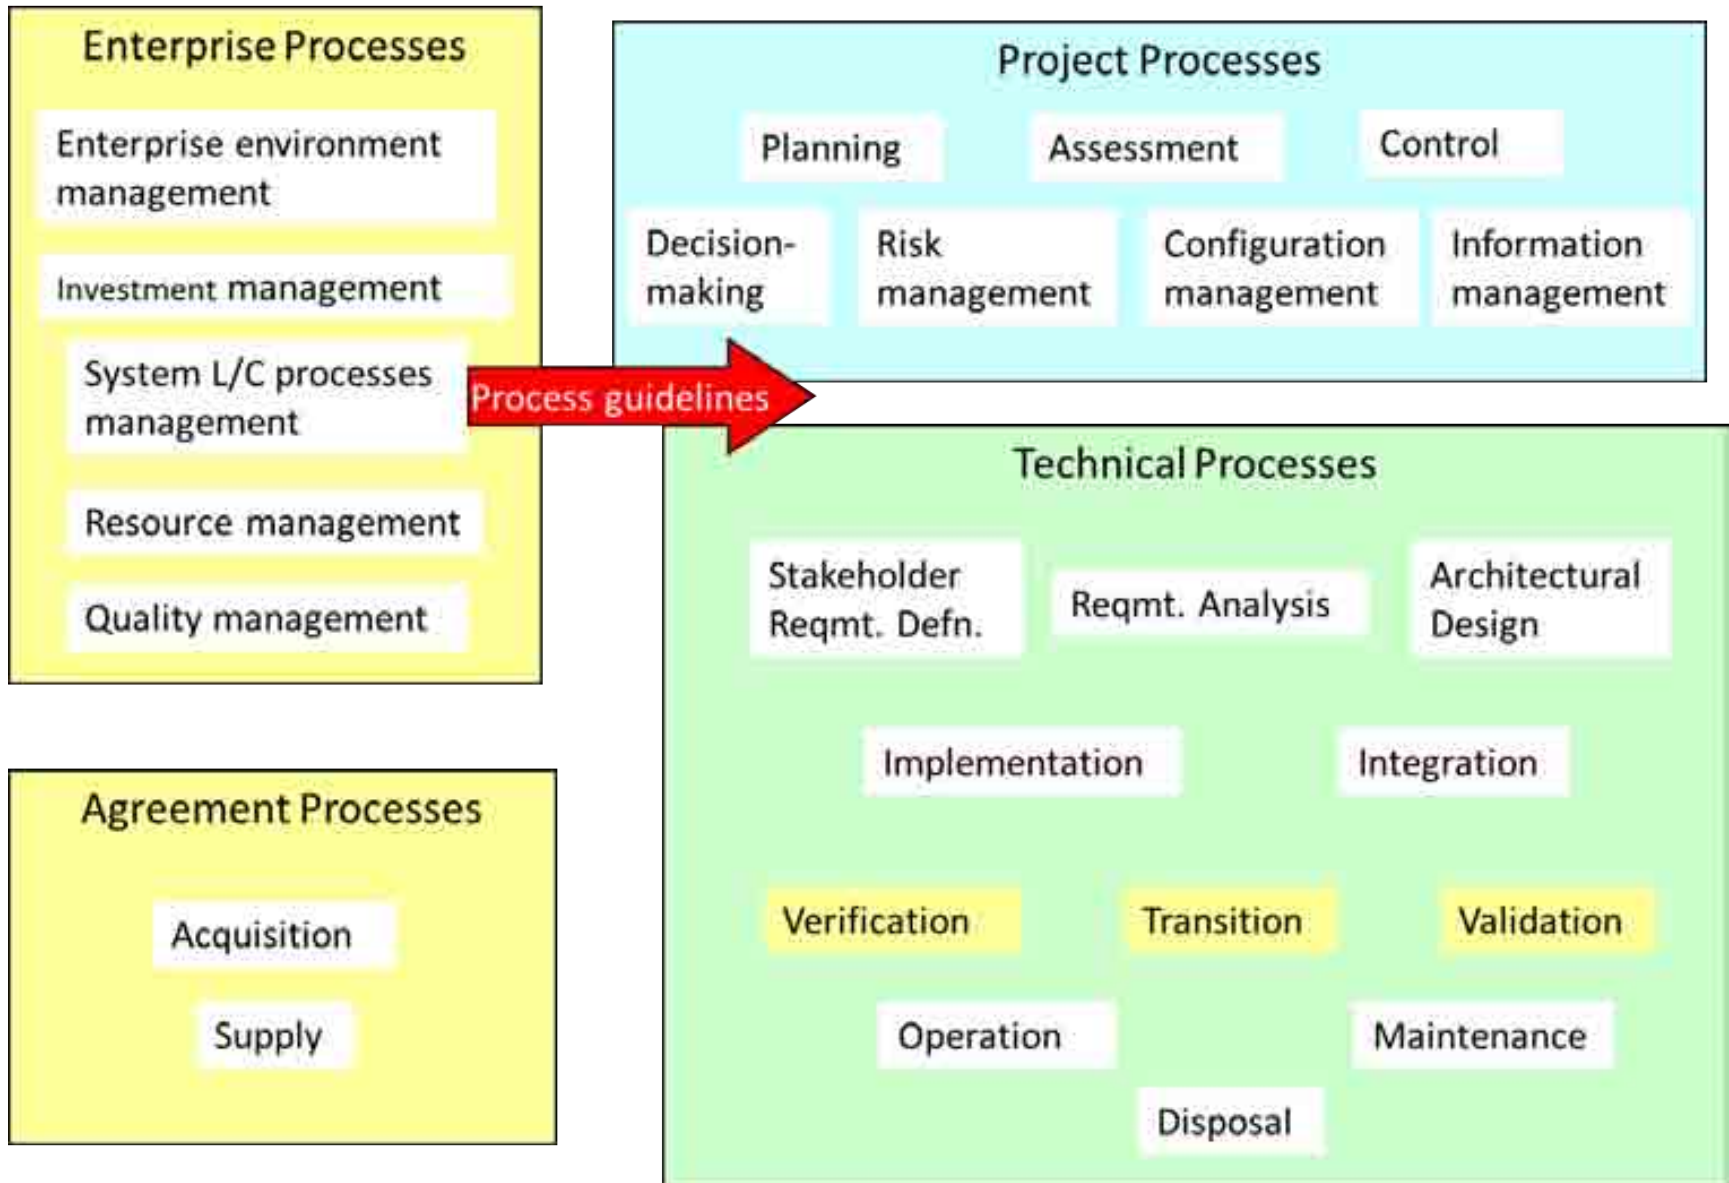 Enterprise Processes
Enterprise environment
management
Investment management
System L/C processes
management
Resource management
Quality management
Process guidelines
Project Processes
Planning
Assessment
Control
Decision-
making
Risk
management
Configuration
management
Information
management
Technical Processes
Stakeholder
Reqmt. Defn.
Reqmt. Analysis
Architectural
Design
Implementation
Integration
Verification
Transition
Validation
Operation
Maintenance
Disposal
Agreement Processes
Acquisition
Supply